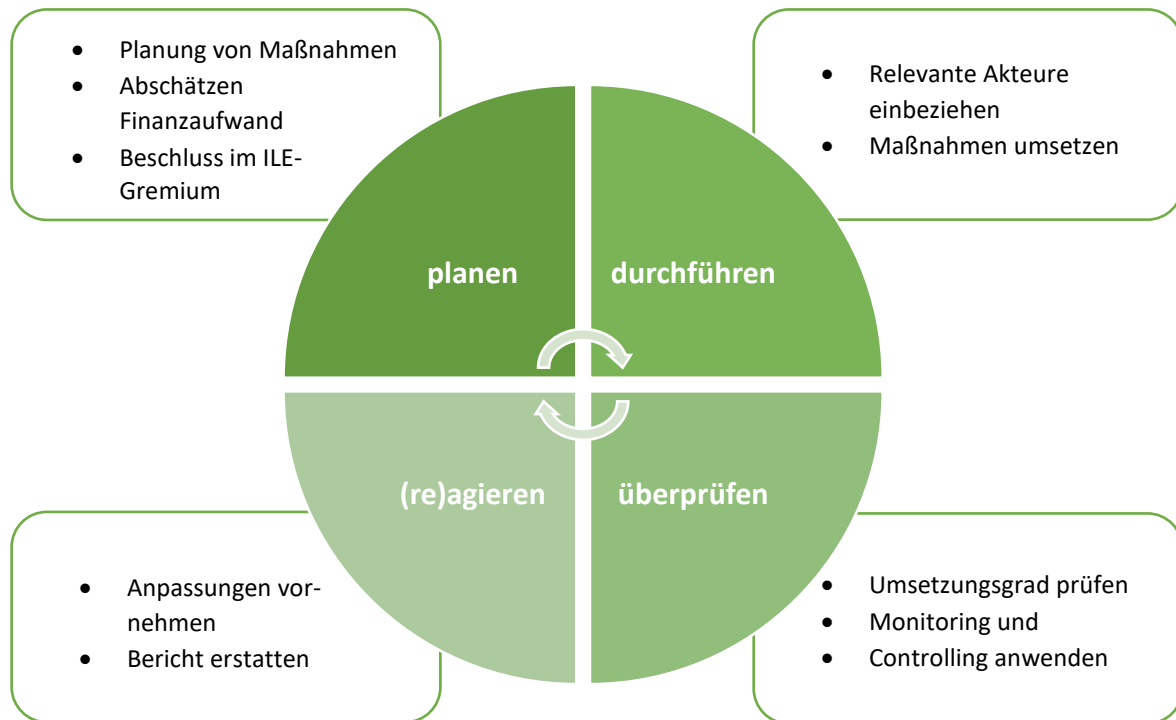 • Planung von Maßnahmen
• Abschätzen
Finanzaufwand
• Beschluss im ILE-
Gremium
• Relevante Akteure
einbeziehen
• Maßnahmen umsetzen
planen
durchführen
(re)agieren
überprüfen
• Anpassungen vor-
nehmen
• Bericht erstatten
• Umsetzungsgrad prüfen
• Monitoring und
• Controlling anwenden